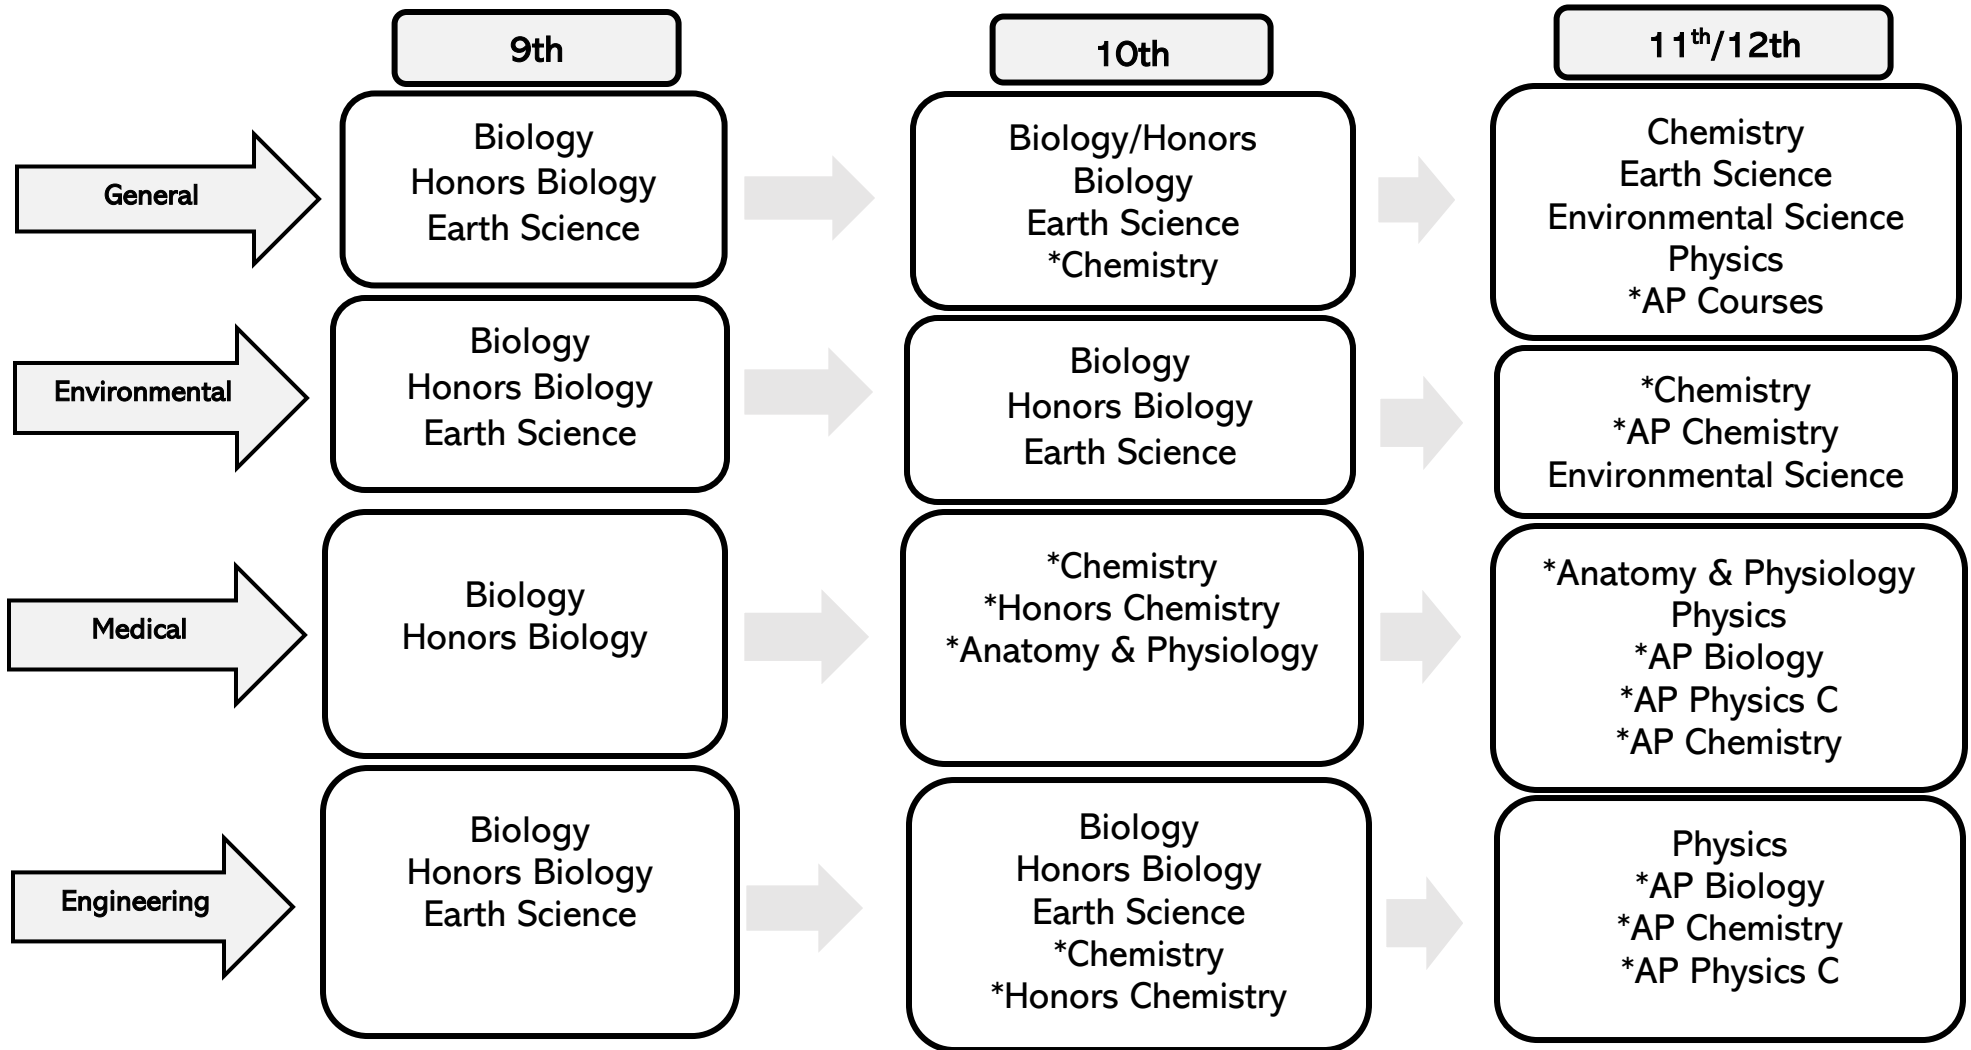 9th
10th
11th/12th
General
Biology
Honors Biology
Earth Science
Biology/Honors
Biology
Earth Science
*Chemistry
Chemistry
Earth Science
Environmental Science
Physics
*AP Courses
Environmental
Biology
Honors Biology
Earth Science
Biology
Honors Biology
Earth Science
*Chemistry
*AP Chemistry
Environmental Science
Medical
Biology
Honors Biology
*Chemistry
*Honors Chemistry
*Anatomy & Physiology
*Anatomy & Physiology
Physics
*AP Biology
*AP Physics C
*AP Chemistry
Engineering
Biology
Honors Biology
Earth Science
Biology
Honors Biology
Earth Science
*Chemistry
*Honors Chemistry
Physics
*AP Biology
*AP Chemistry
*AP Physics C